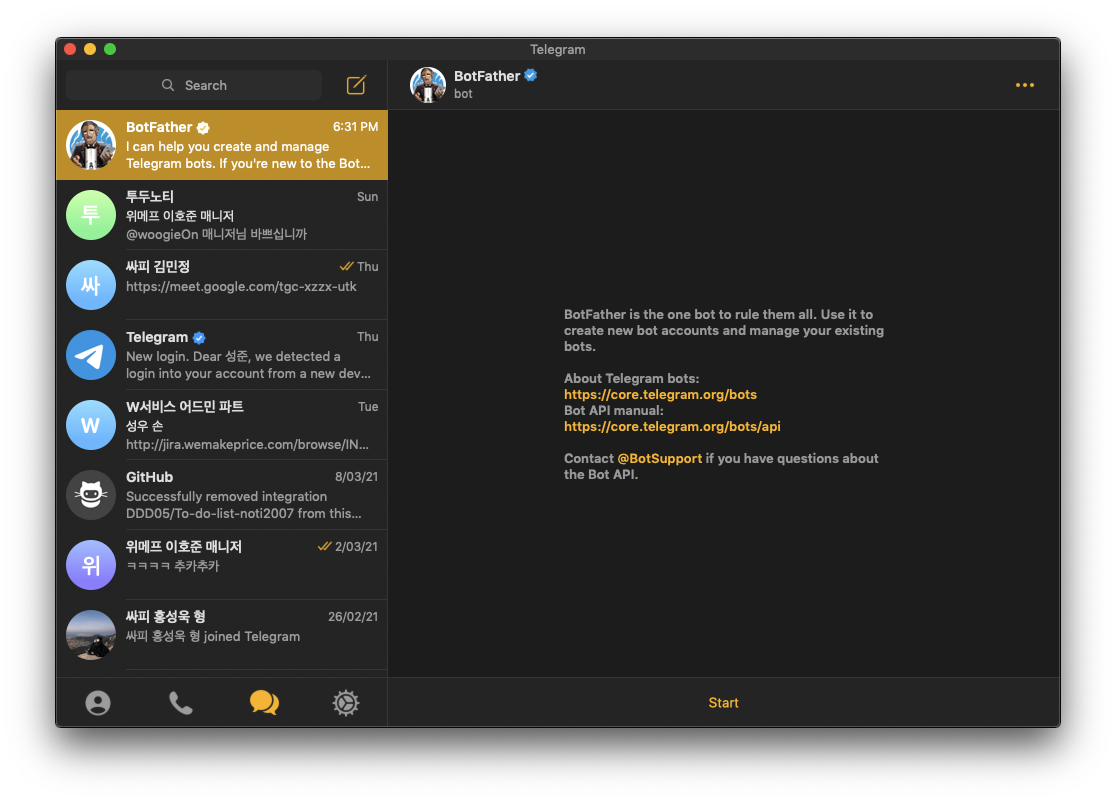 Telegram
Search
BotFather
6:31 PM
I can help you create and manage
Telegram bots. If you're new to the Bot...
투
투두노티
Sun
위메프 이호준 매니저
@woogieOn 매니저님 바쁘십니까
싸
싸피 김민정
Thu
https://meet.google.com/tgc-xzzx-utk
Telegram
Thu
New login. Dear 성준, we detected a
login into your account from a new dev...
W
W서비스 어드민 파트
Tue
성우 손
http://jira.wemakeprice.com/browse/IN...
GitHub
8/03/21
Successfully removed integration
DDD05/To-do-list-noti2007 from this...
위
위메프 이호준 매니저
2/03/21
ㅋㅋㅋㅋ 추카추카
싸피 홍성욱 형
26/02/21
싸피 홍성욱 형 joined Telegram
BotFather
bot
BotFather is the one bot to rule them all. Use it to
create new bot accounts and manage your existing
bots.
About Telegram bots:
https://core.telegram.org/bots
Bot API manual:
https://core.telegram.org/bots/api
Contact @BotSupport if you have questions about
the Bot API.
Start